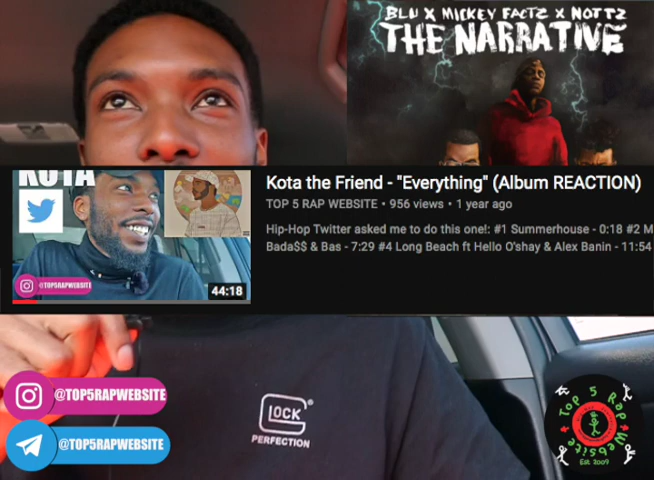 BLU X MICKEY FACTZ X NOTTZ
THE NARRATIVE
KOTA
@TOP5RAPWEBSITE
44:18
Kota the Friend - "Everything" (Album REACTION)
TOP 5 RAP WEBSITE • 956 views • 1 year ago
Hip-Hop Twitter asked me to do this one!: #1 Summerhouse - 0:18 #2 M
Bada$$ & Bas - 7:29 #4 Long Beach ft Hello O'shay & Alex Banin - 11:54
@TOP5RAPWEBSITE
@TOP5RAPWEBSITE
GLOCK®
PERFECTION
Top 5 Rap
Website
Est 2009